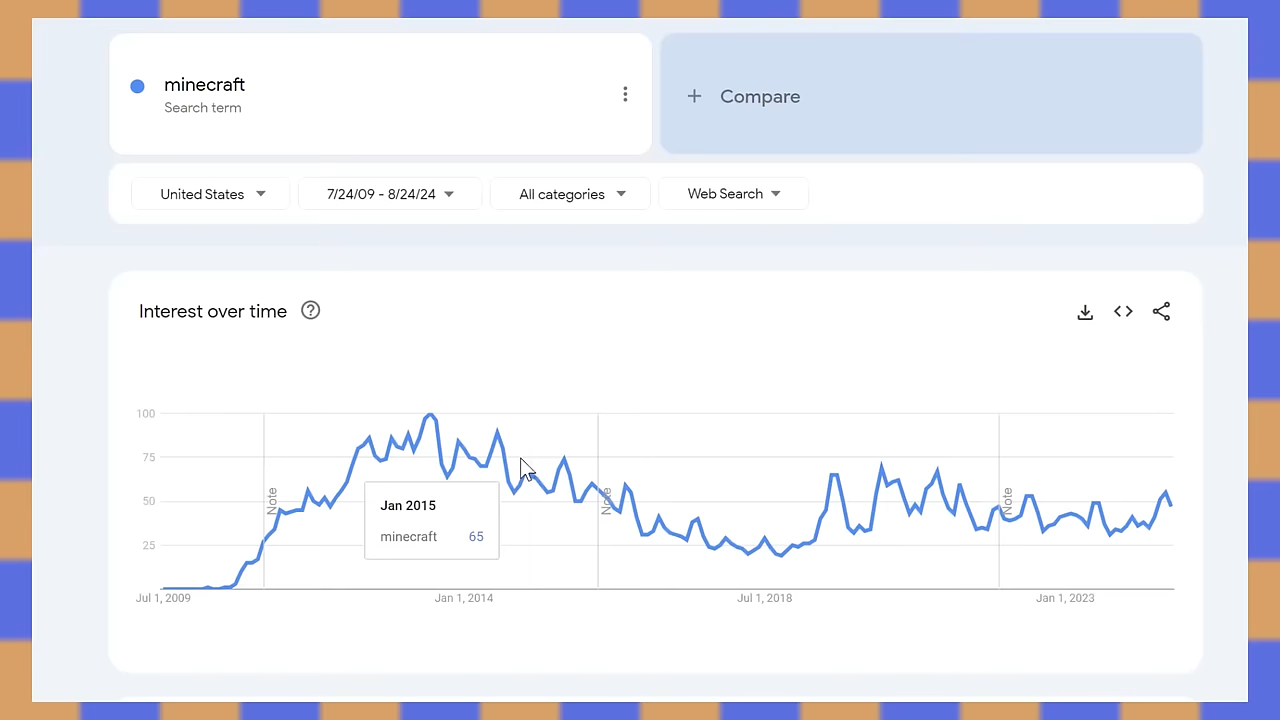 minecraft
Search term
+ Compare
United States
7/24/09 - 8/24/24
All categories
Web Search
Interest over time ?
100
75
50
25
Note
Note
Note
Jan 2015
minecraft 65
Jul 1, 2009
Jan 1, 2014
Jul 1, 2018
Jan 1, 2023